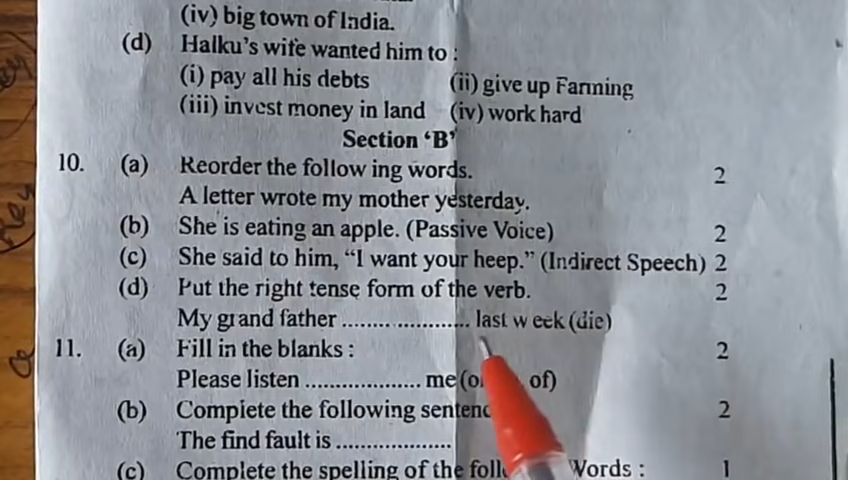 (iv) big town of India.
(d) Halku's wife wanted him to :
(i) pay all his debts (ii) give up Farming
(iii) invest money in land (iv) work hard
Section 'B'
10. (a) Reorder the follow ing words. 2
A letter wrote my mother yesterday.
(b) She is eating an apple. (Passive Voice) 2
(c) She said to him, "I want your heep." (Indirect Speech) 2
(d) Put the right tense form of the verb. 2
My grand father ..................... last week (die)
11. (a) Fill in the blanks : 2
Please listen ................... me of)
(b) Complete the following 2
The find fault is ...................
(c) Complete the spelling of the Words : 1